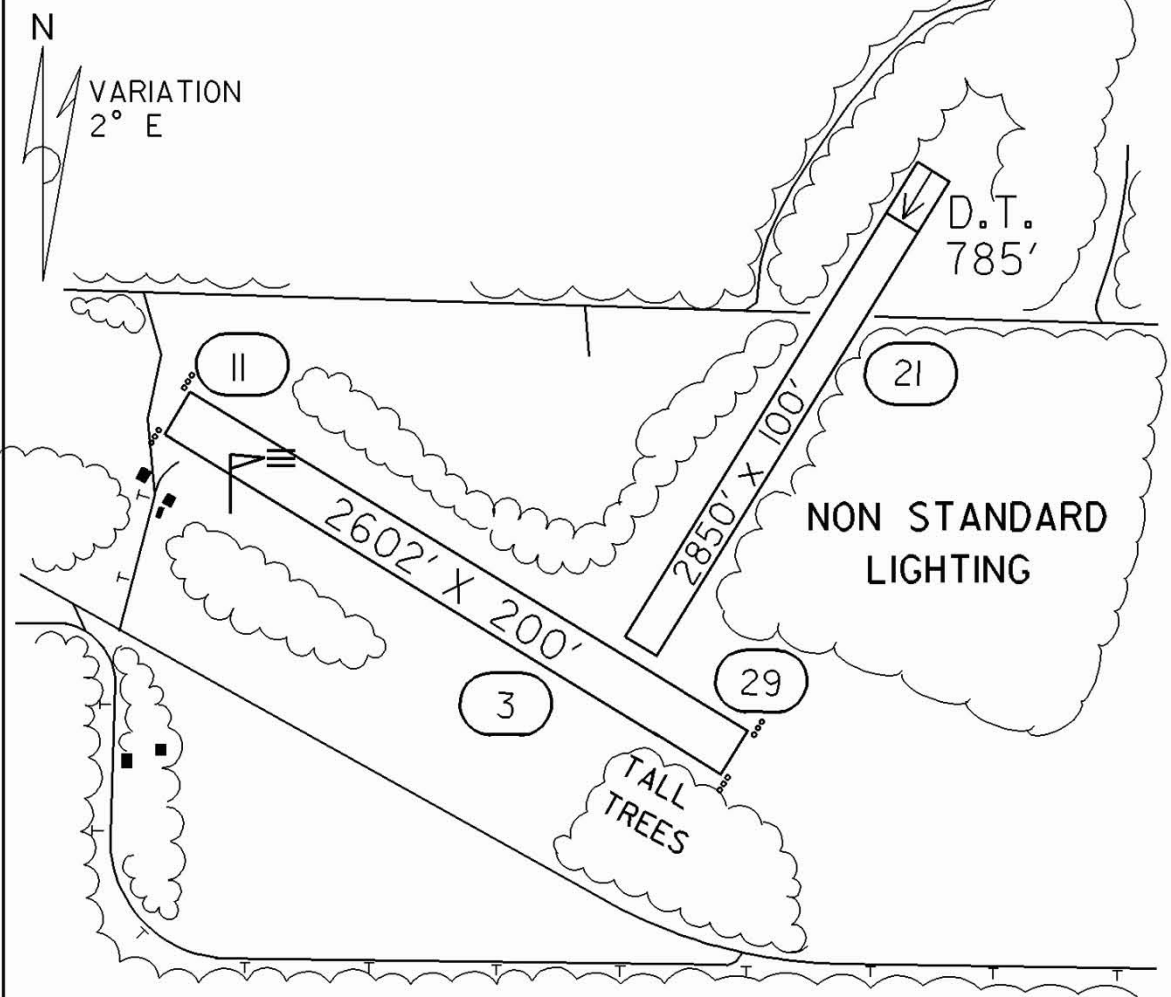 N
VARIATION
2° E
D.T.
785′
11
21
2850′ X 100′
2602′ X 200′
NON STANDARD
LIGHTING
29
3
TALL
TREES